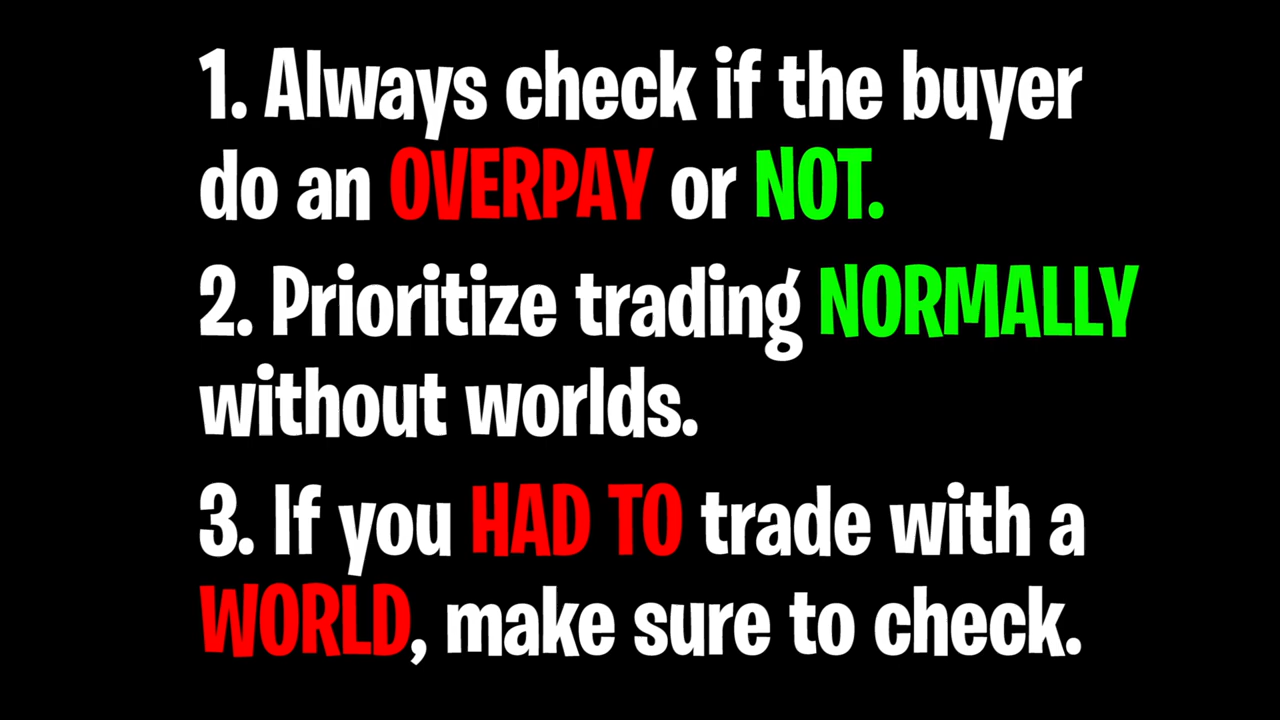 1. Always check if the buyer
do an OVERPAY or NOT.
2. Prioritize trading NORMALLY
without worlds.
3. If you HAD TO trade with a
WORLD, make sure to check.